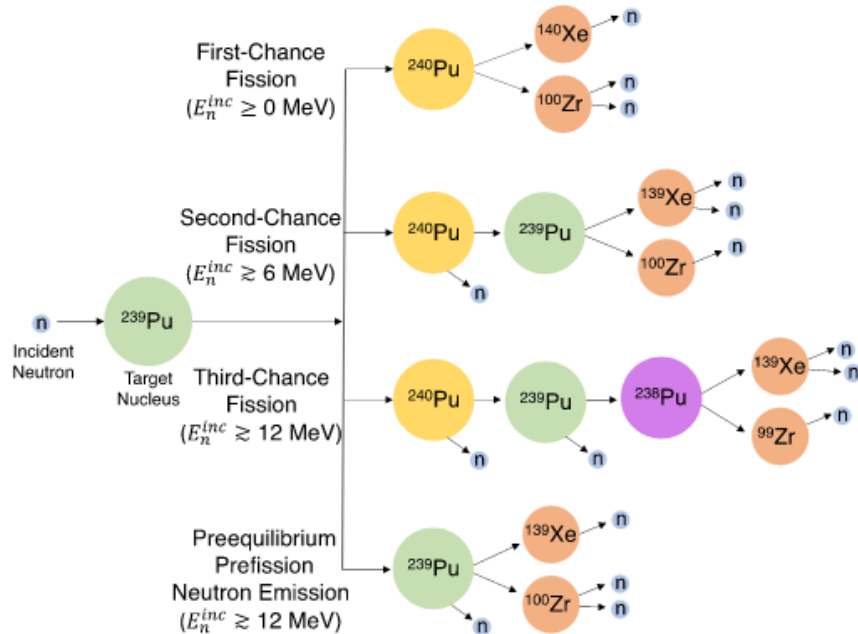 First-Chance
Fission
(E_n^{inc} ≥ 0 MeV)
²⁴⁰Pu
¹⁴⁰Xe
n
¹⁰⁰Zr
n
n
Second-Chance
Fission
(E_n^{inc} ≳ 6 MeV)
²⁴⁰Pu
n
²³⁹Pu
¹³⁹Xe
n
n
¹⁰⁰Zr
n
n
Incident
Neutron
²³⁹Pu
Target
Nucleus
Third-Chance
Fission
(E_n^{inc} ≳ 12 MeV)
²⁴⁰Pu
n
²³⁹Pu
n
²³⁸Pu
¹³⁹Xe
n
n
⁹⁹Zr
n
Preequilibrium
Prefission
Neutron Emission
(E_n^{inc} ≳ 12 MeV)
²³⁹Pu
n
¹³⁹Xe
n
¹⁰⁰Zr
n
n